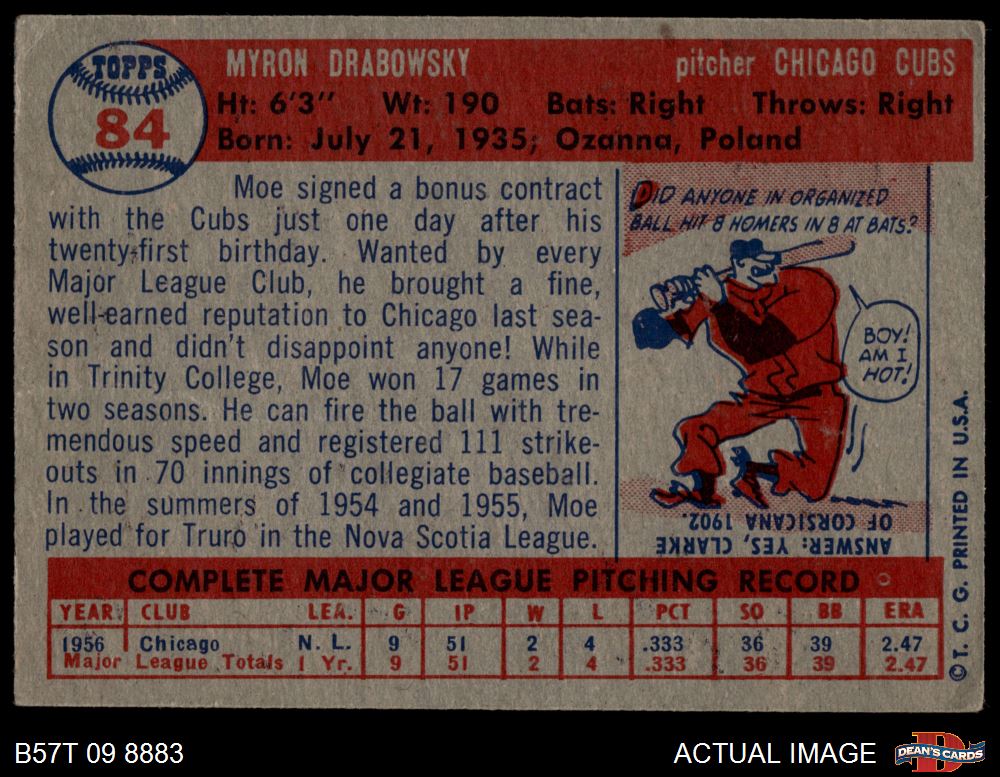 TOPPS
84
MYRON DRABOWSKY pitcher CHICAGO CUBS
Ht: 6'3" Wt: 190 Bats: Right Throws: Right
Born: July 21, 1935; Ozanna, Poland
Moe signed a bonus contract
with the Cubs just one day after his
twenty-first birthday. Wanted by every
Major League Club, he brought a fine,
well-earned reputation to Chicago last sea-
son and didn't disappoint anyone! While
in Trinity College, Moe won 17 games in
two seasons. He can fire the ball with tre-
mendous speed and registered 111 strike-
outs in 70 innings of collegiate baseball.
In the summers of 1954 and 1955, Moe
played for Truro in the Nova Scotia League.
DID ANYONE IN ORGANIZED
BALL HIT 8 HOMERS IN 8 AT BATS?
BOY!
AM I
HOT!
ANSWER: YES, CLARKE
OF CORSICANA 1902.
COMPLETE MAJOR LEAGUE PITCHING RECORD
YEAR CLUB LEA. G IP W L PCT SO BB ERA
1956 Chicago N. L. 9 51 2 4 .333 36 39 2.47
Major League Totals 1 Yr. 9 51 2 4 .333 36 39 2.47
© T. C. G. PRINTED IN U.S.A.
B57T 09 8883
ACTUAL IMAGE
D
DEAN'S CARDS